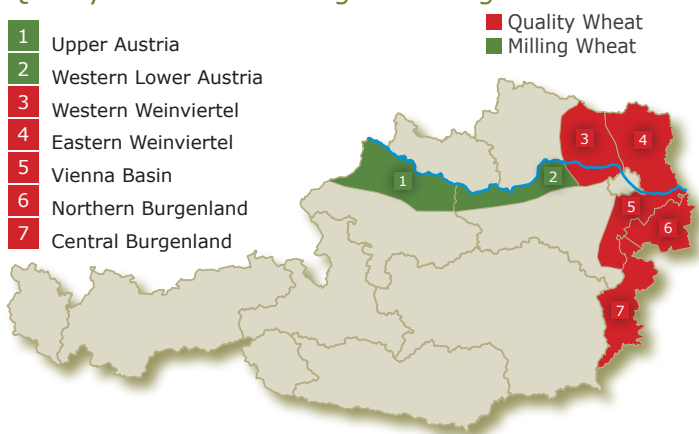 Quality Wheat
Milling Wheat
1 Upper Austria
2 Western Lower Austria
3 Western Weinviertel
4 Eastern Weinviertel
5 Vienna Basin
6 Northern Burgenland
7 Central Burgenland
3
4
1
2
5
6
7